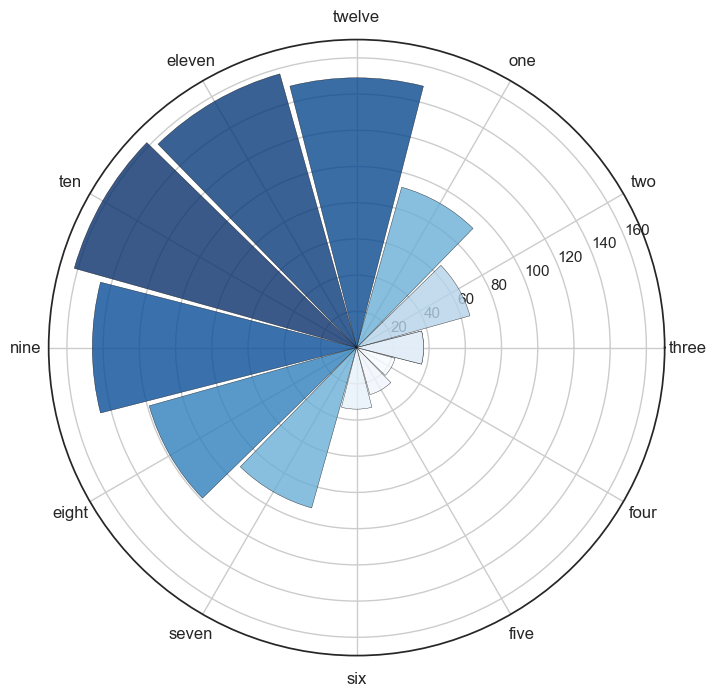 twelve
eleven
one
ten
two
160
140
120
100
80
60
40
20
nine
three
eight
four
seven
five
six